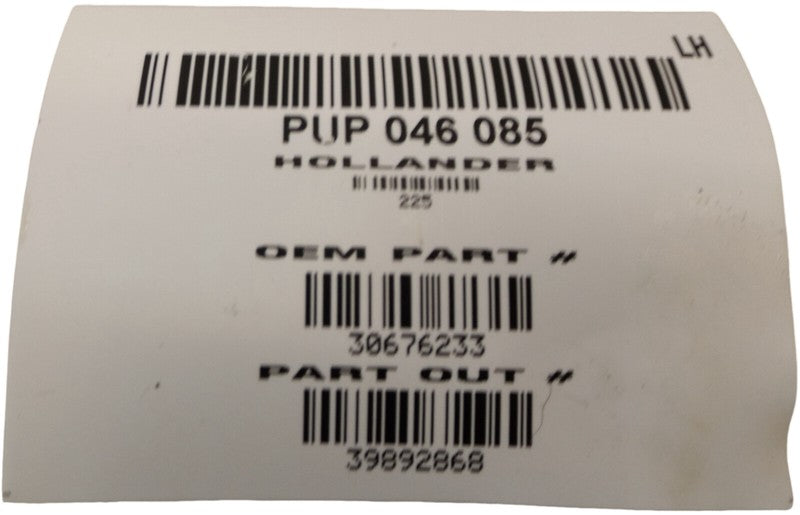 LH
PUP 046 085
HOLLANDER
225
OEM PART #
30676233
PART OUT #
39892868